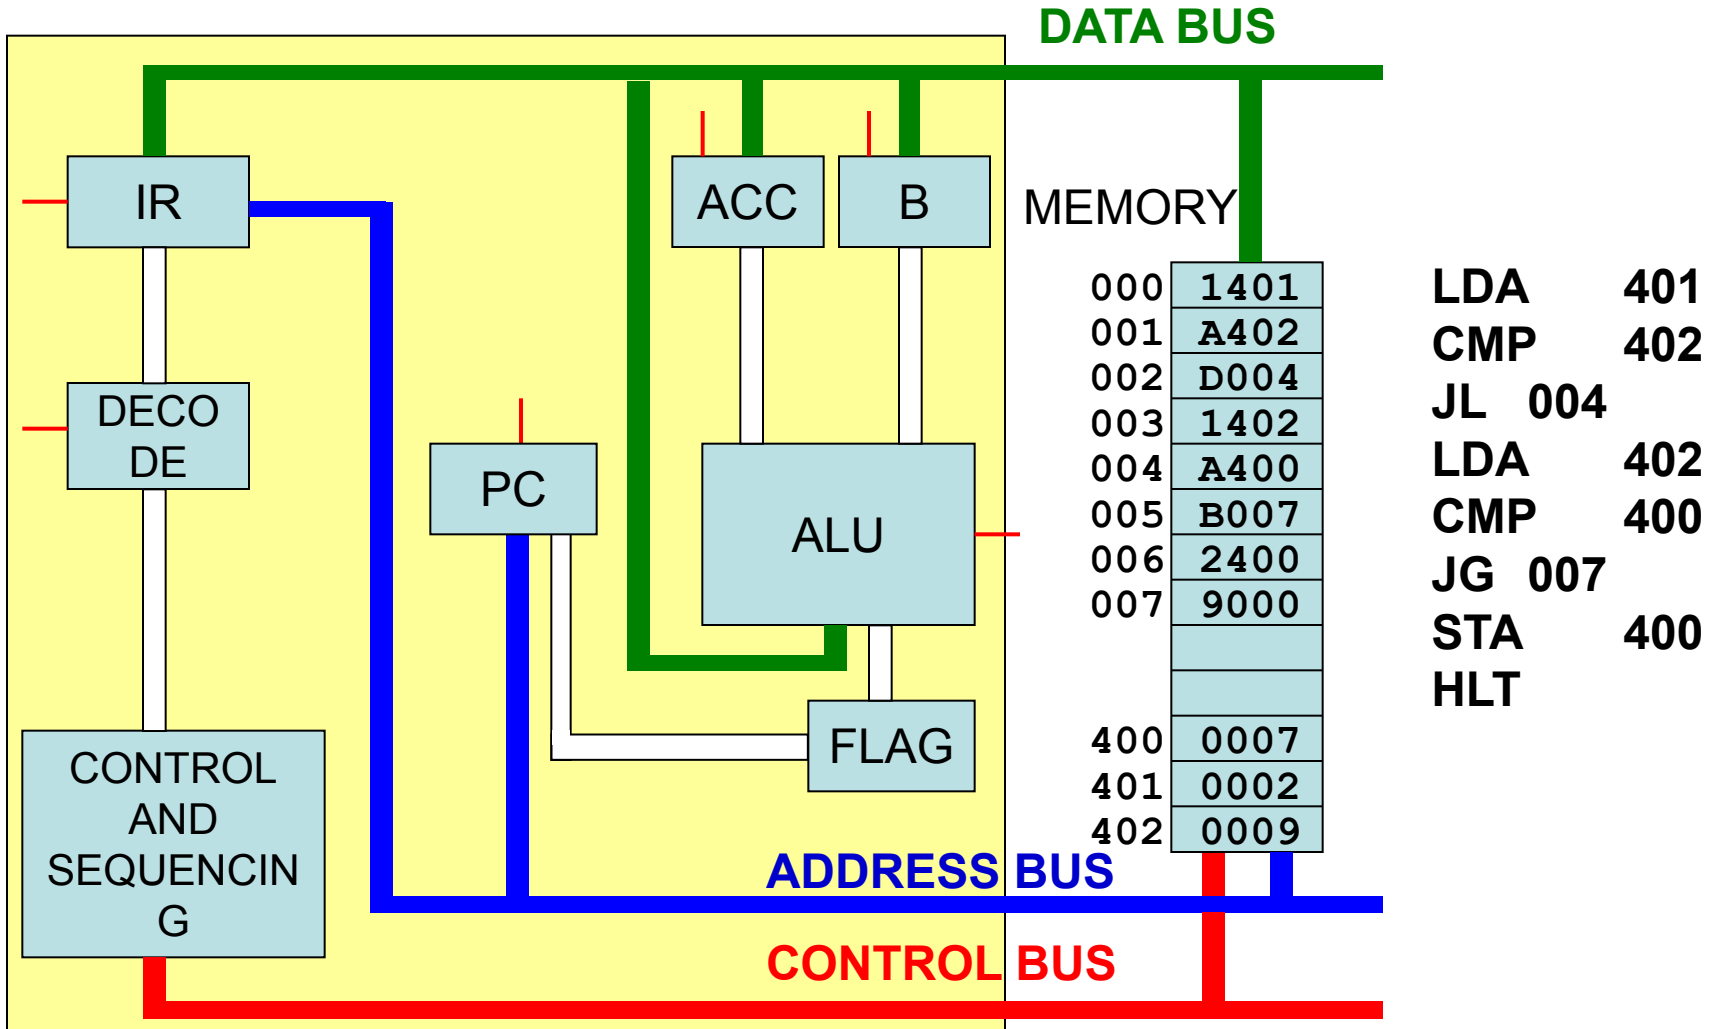 DATA BUS
IR
ACC
B
MEMORY
000 1401
001 A402
002 D004
003 1402
004 A400
005 B007
006 2400
007 9000
400 0007
401 0002
402 0009
LDA 401
CMP 402
JL 004
LDA 402
CMP 400
JG 007
STA 400
HLT
DECO
DE
PC
ALU
FLAG
CONTROL
AND
SEQUENCIN
G
ADDRESS BUS
CONTROL BUS